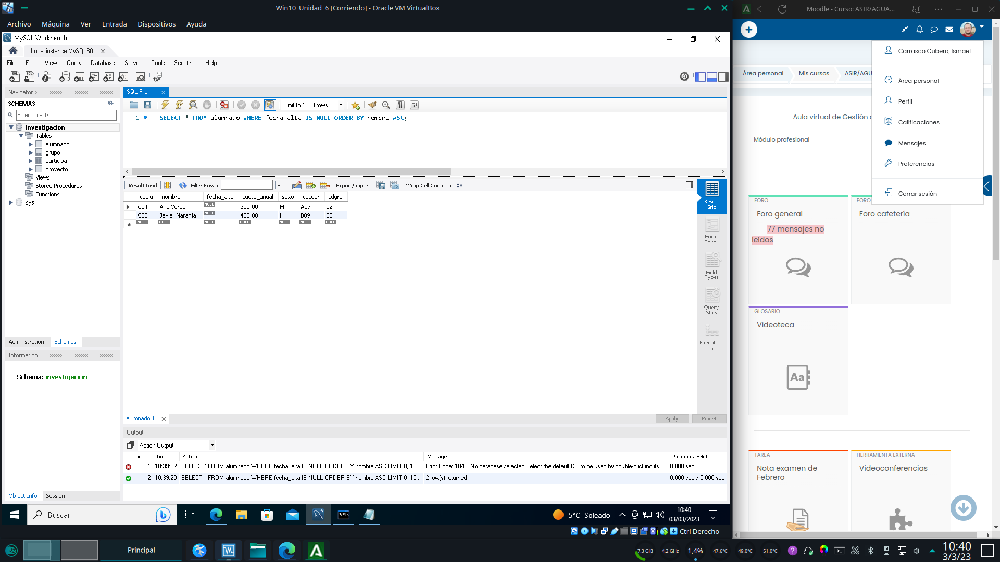 Win10_Unidad_6 [Corriendo] - Oracle VM VirtualBox
Archivo Máquina Ver Entrada Dispositivos Ayuda
MySQL Workbench
Local instance MySQL80
File Edit View Query Database Server Tools Scripting Help
Navigator
SCHEMAS
Filter objects
investigacion
Tables
alumnado
grupo
participa
proyecto
Views
Stored Procedures
Functions
sys
Administration Schemas
Information
Schema: investigacion
Object Info Session
SQL File 1*
Limit to 1000 rows
1 SELECT * FROM alumnado WHERE fecha_alta IS NULL ORDER BY nombre ASC;
Result Grid Filter Rows: Edit: Export/Import: Wrap Cell Content:
cdalu nombre fecha_alta cuota_anual sexo cdcoor cdgru
C04 Ana Verde NULL 300.00 M A07 02
C08 Javier Naranja NULL 400.00 H B09 03
NULL NULL NULL NULL NULL NULL NULL
Result
Grid
Form
Editor
Field
Types
Query
Stats
Execution
Plan
alumnado 1
Apply Revert
Output
Action Output
# Time Action Message Duration / Fetch
1 10:39:02 SELECT * FROM alumnado WHERE fecha_alta IS NULL ORDER BY nombre ASC LIMIT 0, 10... Error Code: 1046. No database selected Select the default DB to be used by double-clicking its ... 0.000 sec
2 10:39:20 SELECT * FROM alumnado WHERE fecha_alta IS NULL ORDER BY nombre ASC LIMIT 0, 10... 2 row(s) returned 0.000 sec / 0.000 sec
Buscar
5°C Soleado
10:40
03/03/2023
Ctrl Derecho
Moodle - Curso: ASIR/AGUA...
Carrasco Cubero, Ismael
Área personal
Perfil
Calificaciones
Mensajes
Preferencias
Cerrar sesión
Área personal Mis cursos ASIR/AGU
Aula virtual de Gestión
Módulo profesional
FORO
Foro general
77 mensajes no
leídos
FORO
Foro cafetería
GLOSARIO
Videoteca
Aa
TAREA
Nota examen de
Febrero
HERRAMIENTA EXTERNA
Videoconferencias
Principal
7,3 GiB 4,2 GHz 1,4% 47,6°C 49,0°C 51,0°C
10:40
3/3/23